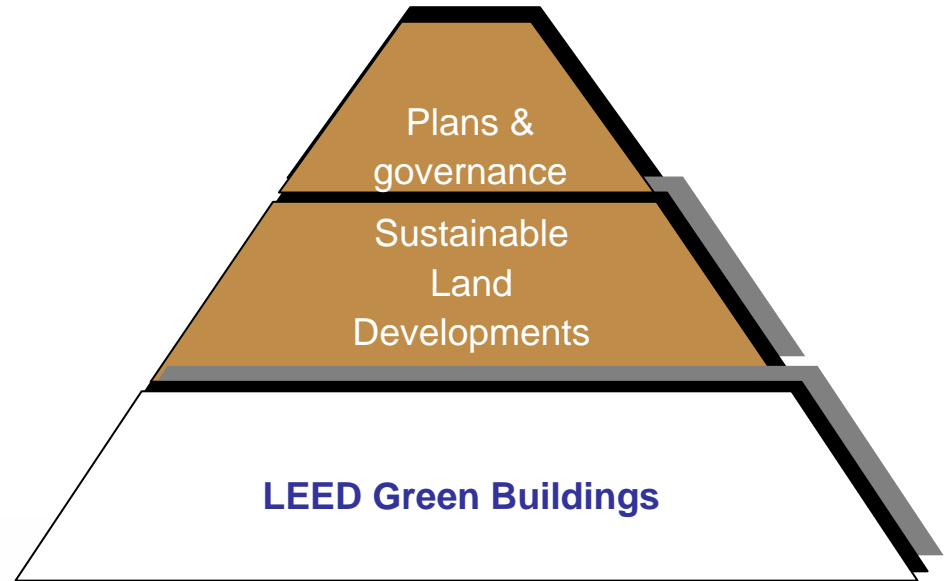 Plans &
governance
Sustainable
Land
Developments
LEED Green Buildings